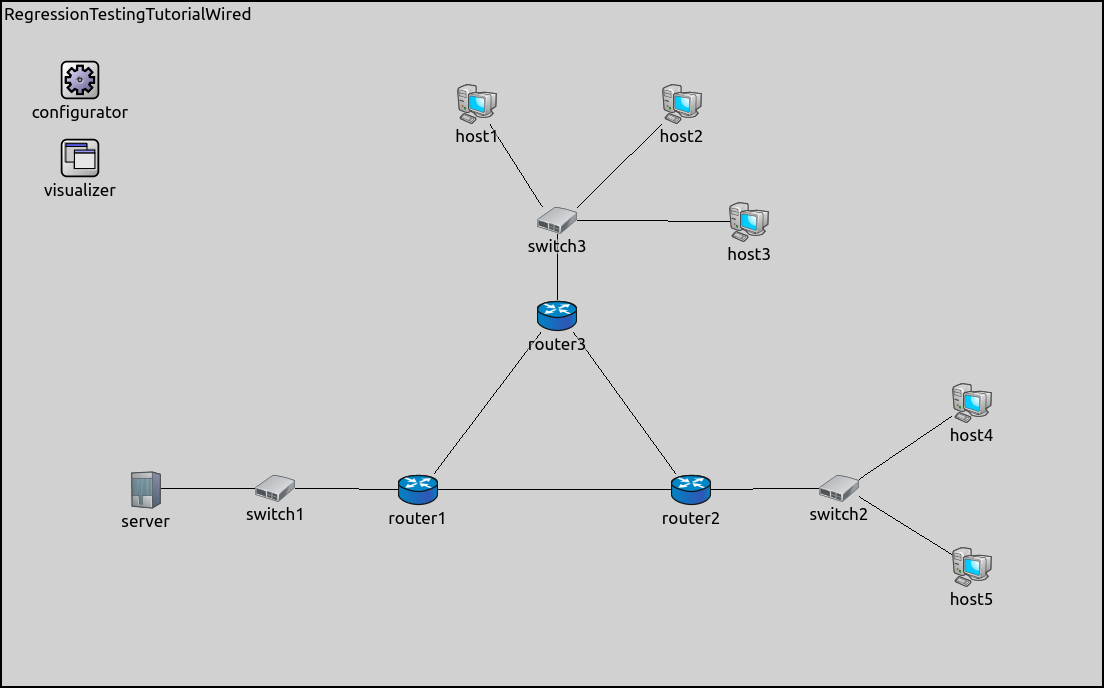 RegressionTestingTutorialWired
configurator
visualizer
host1
host2
switch3
host3
router3
host4
server
switch1
router1
router2
switch2
host5